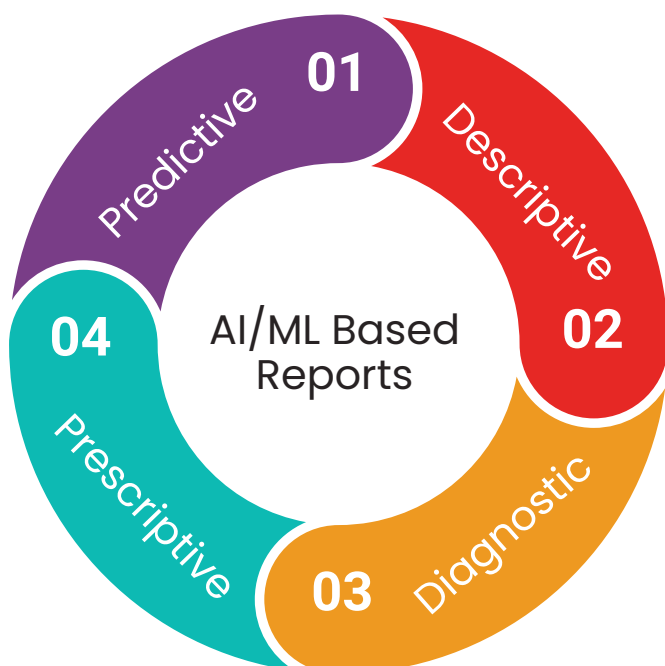 01
Predictive
Descriptive
02
03
Diagnostic
04
Prescriptive
AI/ML Based
Reports